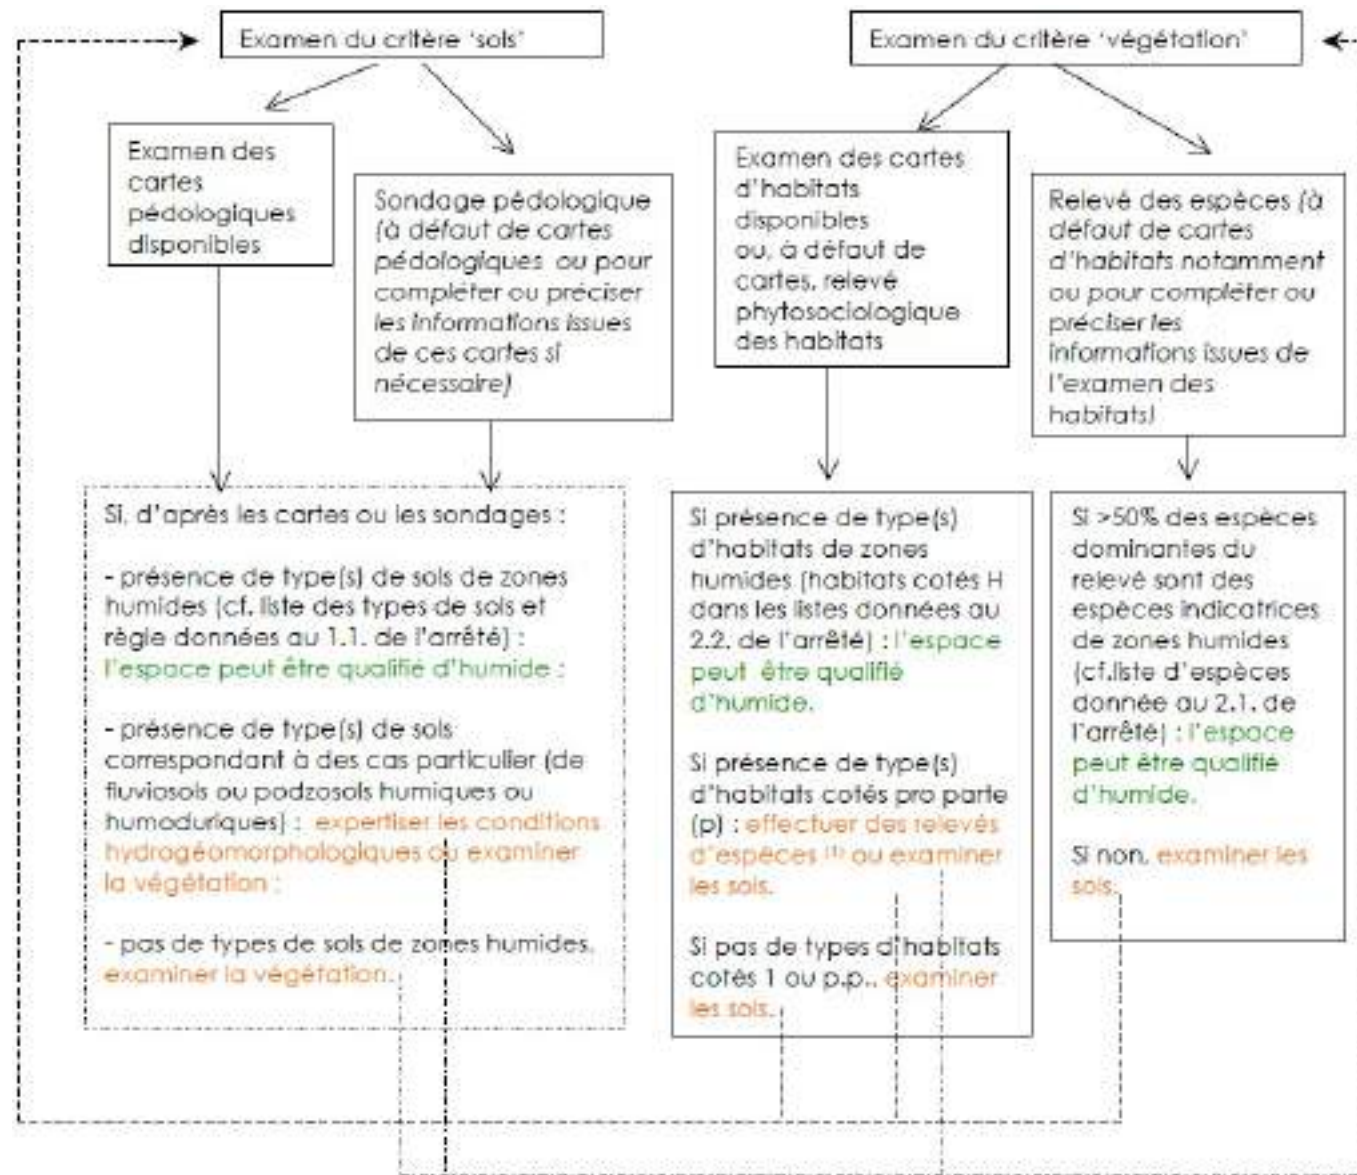 Examen du critère ‘sols’
Examen des
cartes
pédologiques
disponibles
Sondage pédologique
(à défaut de cartes
pédologiques ou pour
compléter ou préciser
les informations issues
de ces cartes si
nécessaire)
Si, d’après les cartes ou les sondages :
- présence de type(s) de sols de zones
humides (cf. liste des types de sols et
règle données au 1.1. de l’arrêté) :
l’espace peut être qualifié d’humide ;
- présence de type(s) de sols
correspondant à des cas particulier (de
fluviosols ou podzosols humiques ou
humoduriques) : expertiser les conditions
hydrogéomorphologiques ou examiner
la végétation ;
- pas de types de sols de zones humides,
examiner la végétation.
Examen du critère ‘végétation’
Examen des cartes
d’habitats
disponibles
ou, à défaut de
cartes, relevé
phytosociologique
des habitats
Relevé des espèces (à
défaut de cartes
d’habitats notamment
ou pour compléter ou
préciser les
informations issues de
l’examen des
habitats)
Si présence de type(s)
d’habitats de zones
humides (habitats cotés H
dans les listes données au
2.2. de l’arrêté) : l’espace
peut être qualifié
d’humide.
Si présence de type(s)
d’habitats cotés pro parte
(p) : effectuer des relevés
d’espèces (1) ou examiner
les sols.
Si pas de types d’habitats
cotés 1 ou p.p., examiner
les sols.
Si >50% des espèces
dominantes du
relevé sont des
espèces indicatrices
de zones humides
(cf.liste d’espèces
donnée au 2.1. de
l’arrêté) : l’espace
peut être qualifié
d’humide.
Si non, examiner les
sols.